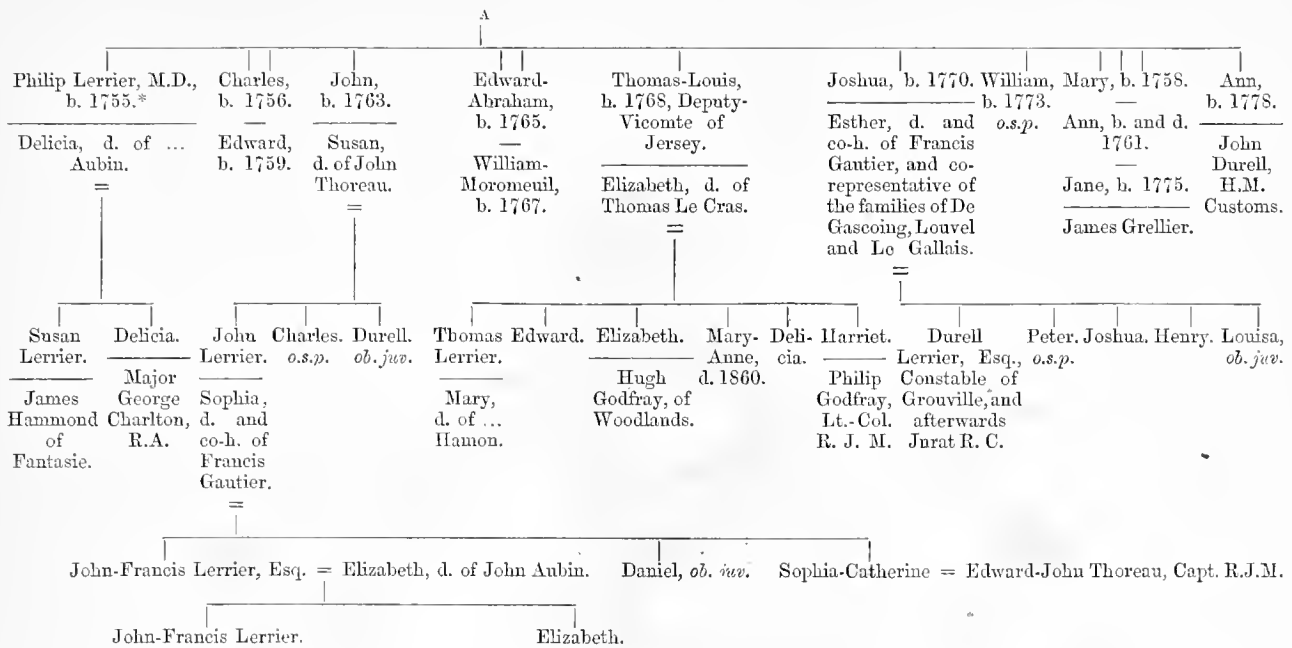 A
Philip Lerrier, M.D.,
b. 1755.*
Delicia, d. of ...
Aubin.
=
Charles,
b. 1756.
—
Edward,
b. 1759.
John,
b. 1763.
Susan,
d. of John
Thoreau.
=
Edward-
Abraham,
b. 1765.
—
William-
Moromeuil,
b. 1767.
Thomas-Louis,
b. 1768, Deputy-
Vicomte of
Jersey.
Elizabeth, d. of
Thomas Le Cras.
=
Joshua, b. 1770.
Esther, d. and
co-h. of Francis
Gautier, and co-
representative of
the families of De
Gascoing, Louvel
and Le Gallais.
=
William,
b. 1773.
o.s.p.
Mary, b. 1758.
—
Ann, b. and d.
1761.
—
Jane, b. 1775.
James Grellier.
Ann,
b. 1778.
John
Durell,
H.M.
Customs.
Susan
Lerrier.
James
Hammond
of
Fantasie.
Delicia.
Major
George
Charlton,
R.A.
John
Lerrier.
Sophia,
d. and
co-h. of
Francis
Gautier.
=
Charles.
o.s.p.
Durell.
ob. juv.
Thomas
Lerrier.
Mary,
d. of ...
Hamon.
Edward.
Elizabeth.
Hugh
Godfray, of
Woodlands.
Mary-
Anne,
d. 1860.
Deli-
cia.
Harriet.
Philip
Godfray,
Lt.-Col.
R. J. M.
Durell
Lerrier, Esq.,
Constable of
Grouville, and
afterwards
Jurat R. C.
Peter.
o.s.p.
Joshua.
Henry.
Louisa,
ob. juv.
John-Francis Lerrier, Esq. = Elizabeth, d. of John Aubin.
Daniel, ob. juv.
Sophia-Catherine = Edward-John Thoreau, Capt. R.J.M.
John-Francis Lerrier.
Elizabeth.